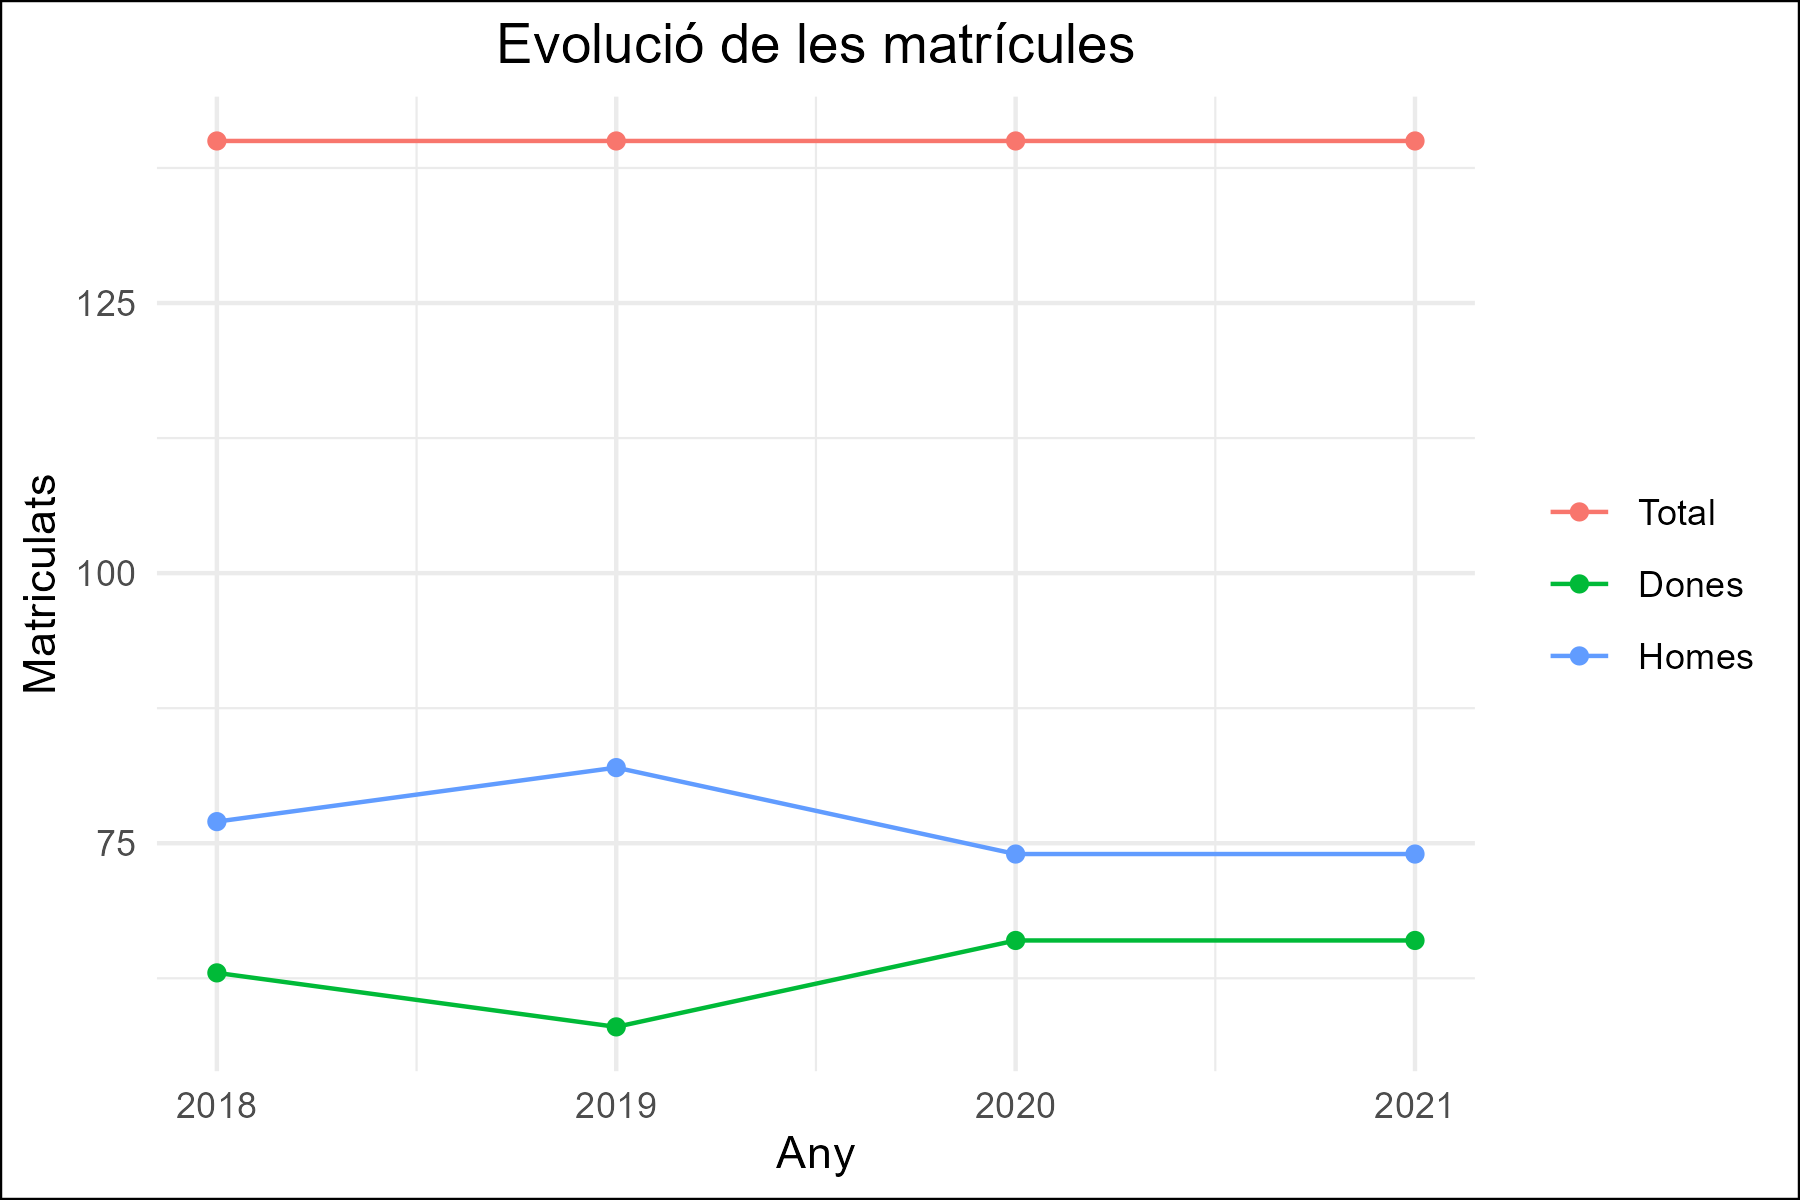 Evolució de les matrícules
125
100
75
Matriculats
2018
2019
2020
2021
Any
Total
Dones
Homes